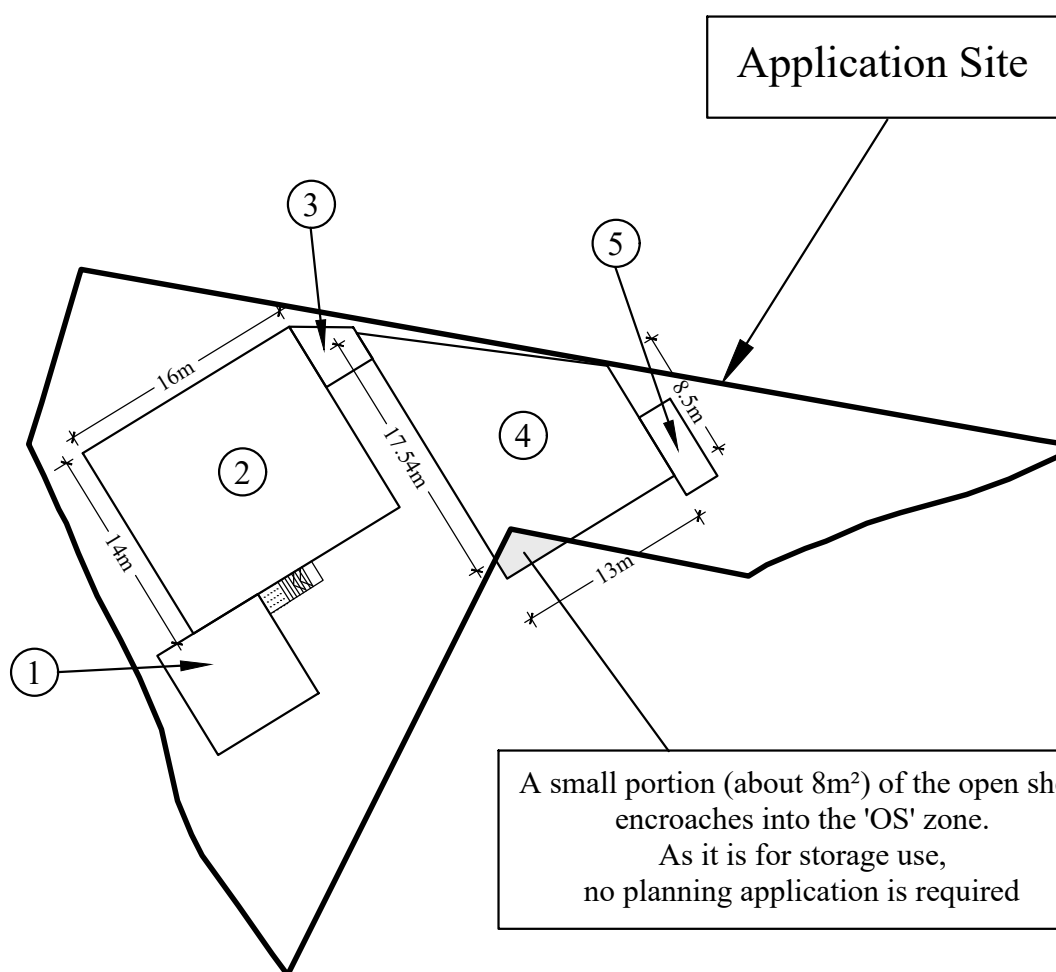 Application Site
3
5
16m
8.5m
4
17.54m
2
14m
13m
1
A small portion (about 8m²) of the open
encroaches into the 'OS' zone.
As it is for storage use,
no planning application is required